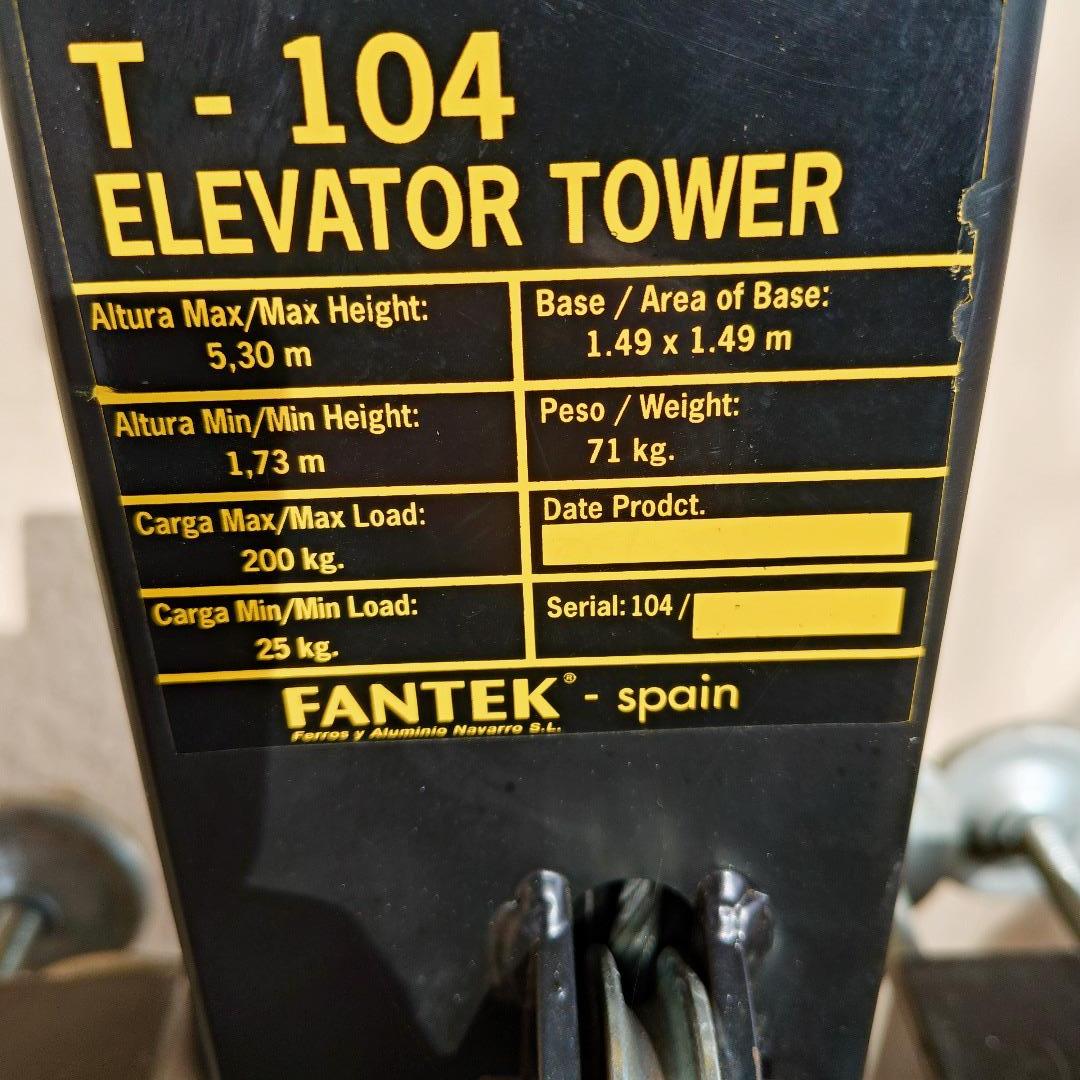 T - 104
ELEVATOR TOWER
Altura Max/Max Height:
5,30 m
Base / Area of Base:
1.49 x 1.49 m
Altura Min/Min Height:
1,73 m
Peso / Weight:
71 kg.
Carga Max/Max Load:
200 kg.
Date Prodct.
Carga Min/Min Load:
25 kg.
Serial: 104 /
FANTEK® - spain
Ferros y Aluminio Navarro S.L.